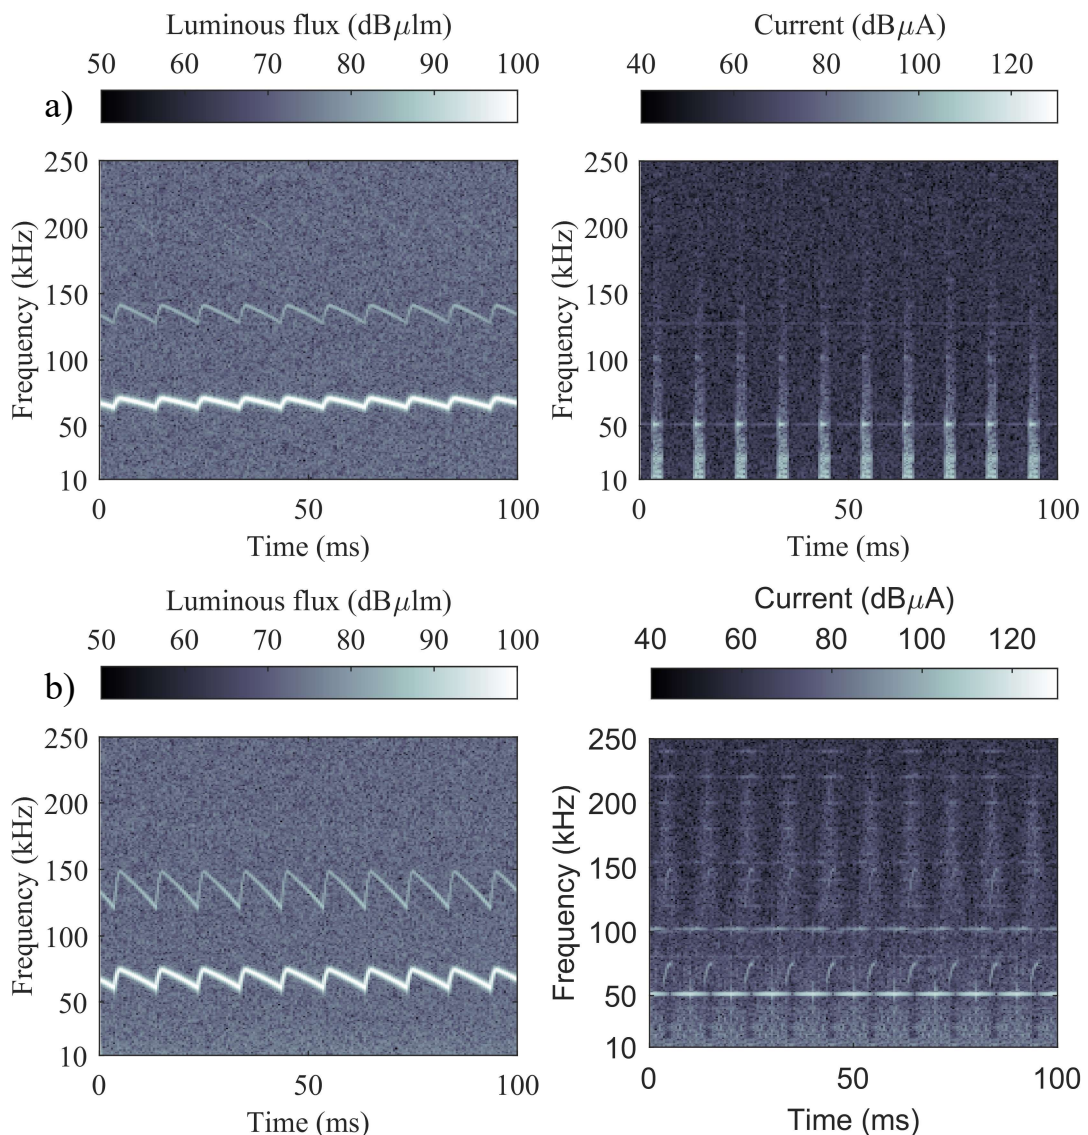 Luminous flux (dBμlm)
50 60 70 80 90 100
a)
250
200
150
100
50
10
Frequency (kHz)
0 50 100
Time (ms)
Current (dBμA)
40 60 80 100 120
250
200
150
100
50
10
Frequency (kHz)
0 50 100
Time (ms)
Luminous flux (dBμlm)
50 60 70 80 90 100
b)
250
200
150
100
50
10
Frequency (kHz)
0 50 100
Time (ms)
Current (dBμA)
40 60 80 100 120
250
200
150
100
50
10
Frequency (kHz)
0 50 100
Time (ms)